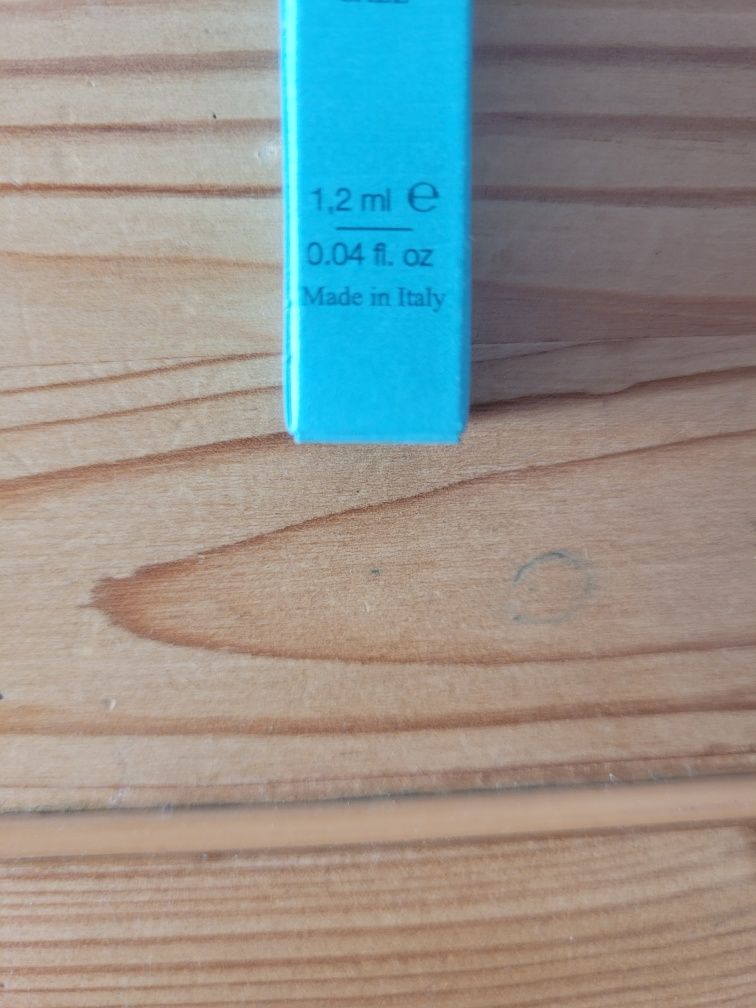 1,2 ml ℮
0.04 fl. oz
Made in Italy